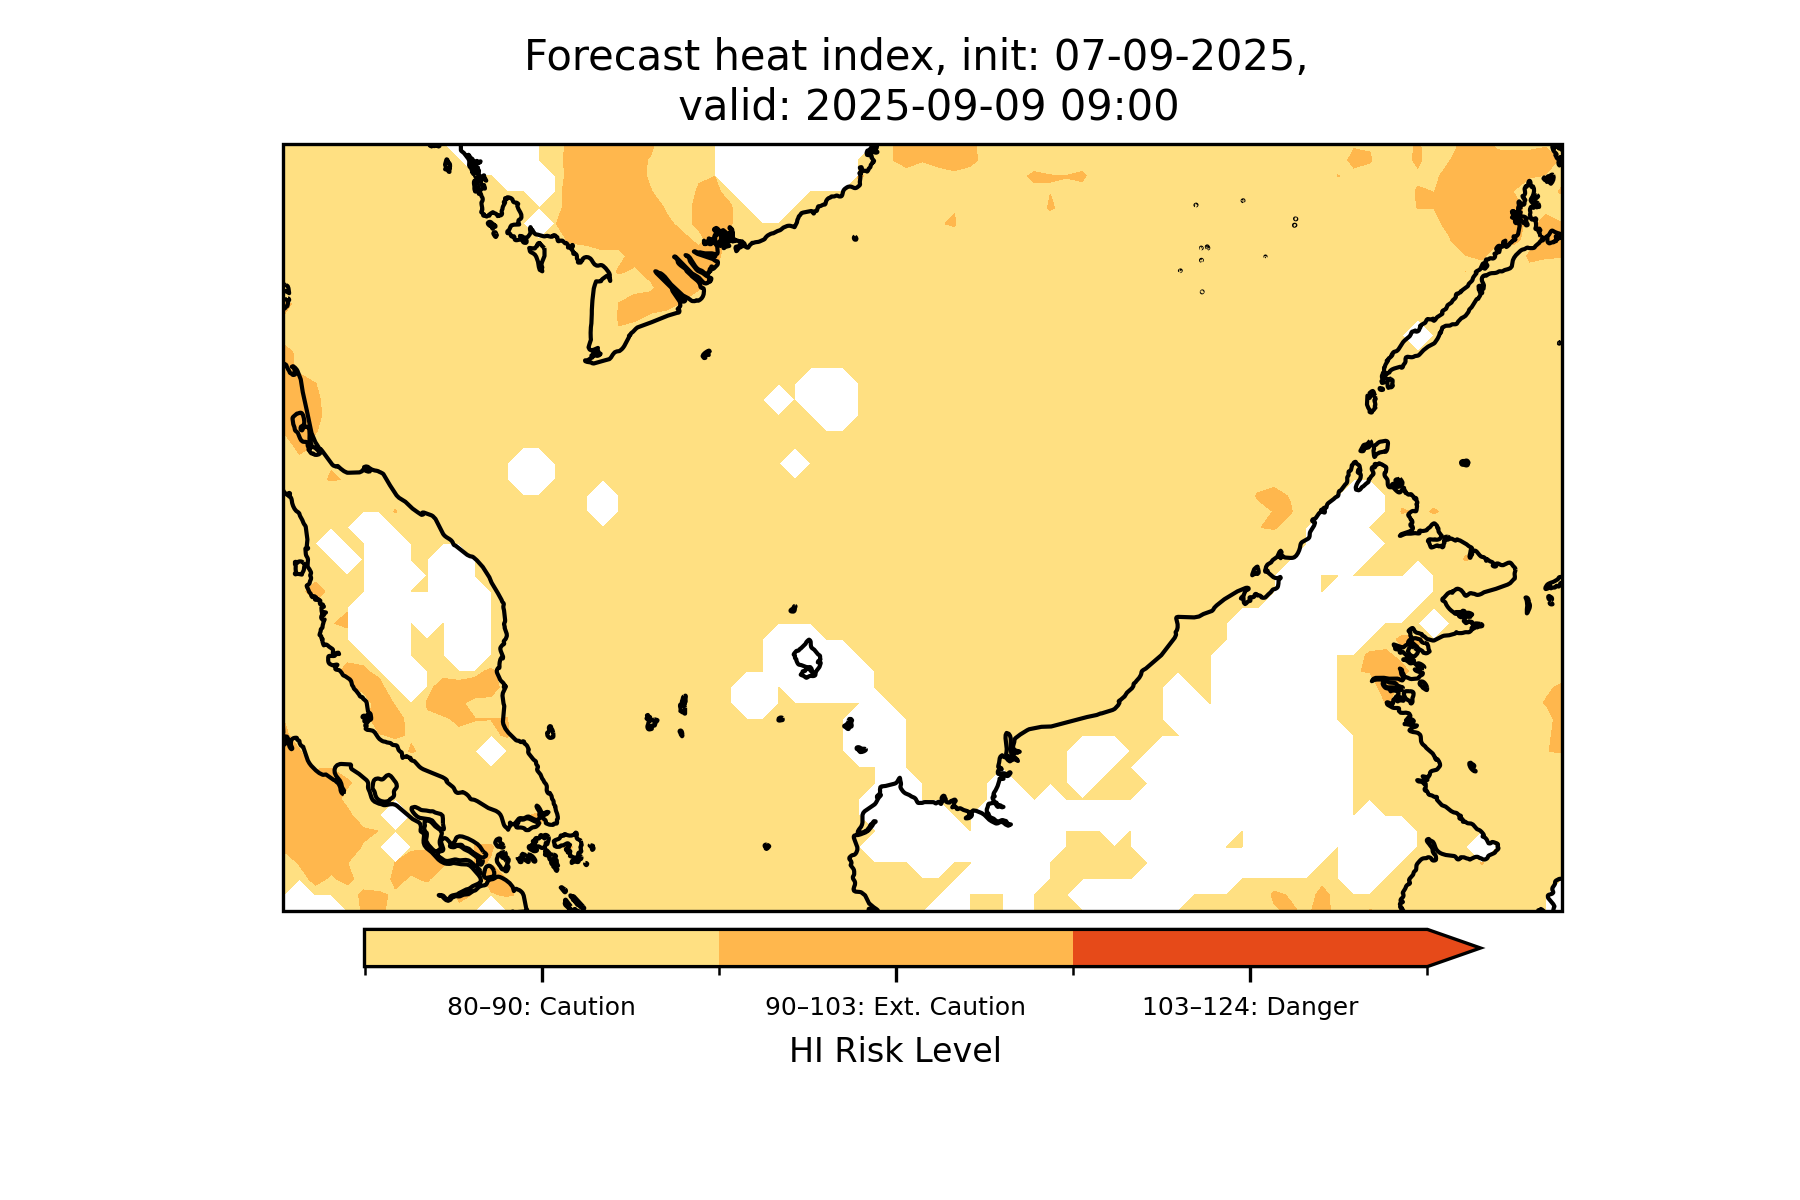 Forecast heat index, init: 07-09-2025,
valid: 2025-09-09 09:00
80–90: Caution
90–103: Ext. Caution
103–124: Danger
HI Risk Level